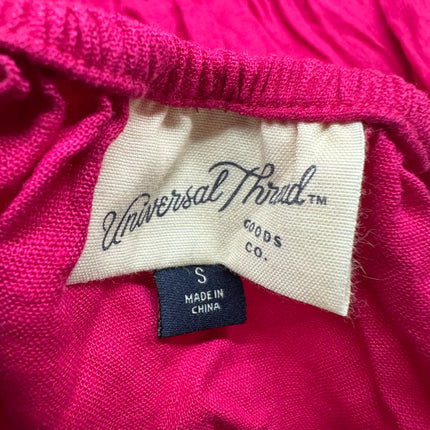 Universal Thread™
GOODS
CO.
S
MADE IN
CHINA